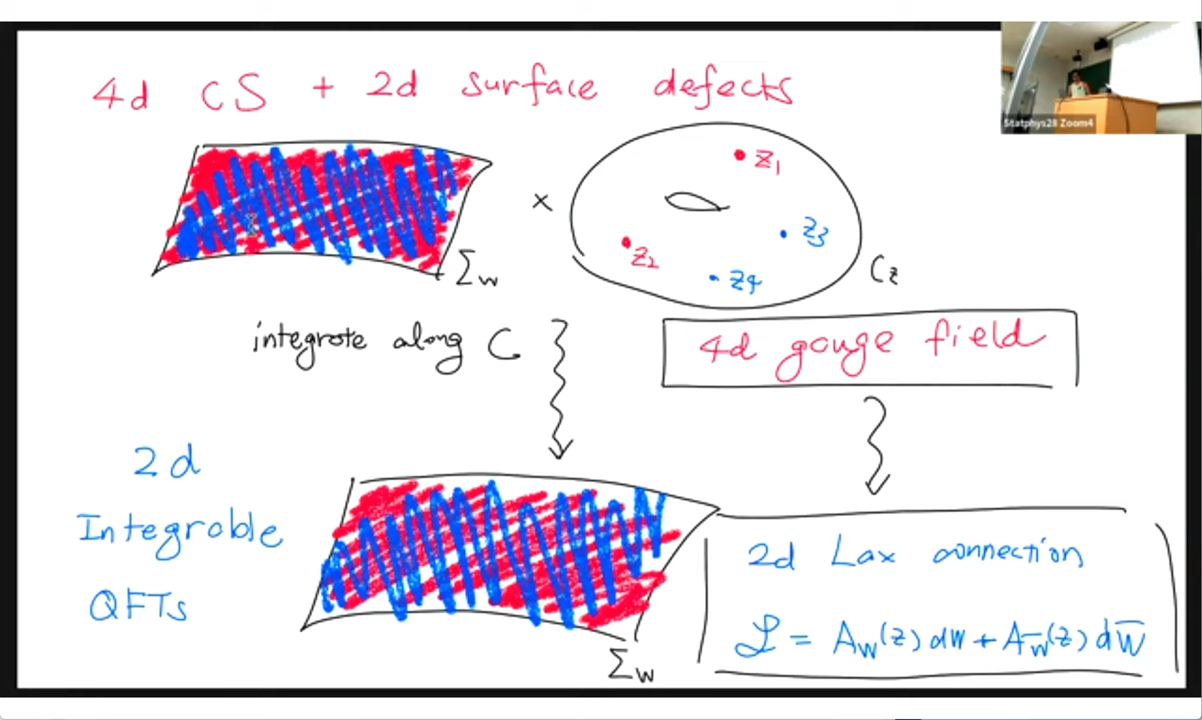 4d CS + 2d surface defects
Statphys28 Zoom4
×
z1
z2
z3
z4
Σw
Cz
integrate along C
4d gauge field
2d
Integrable
QFTs
2d Lax connection
ℒ = Aw(z) dw + Aw̅(z) dw̅
Σw